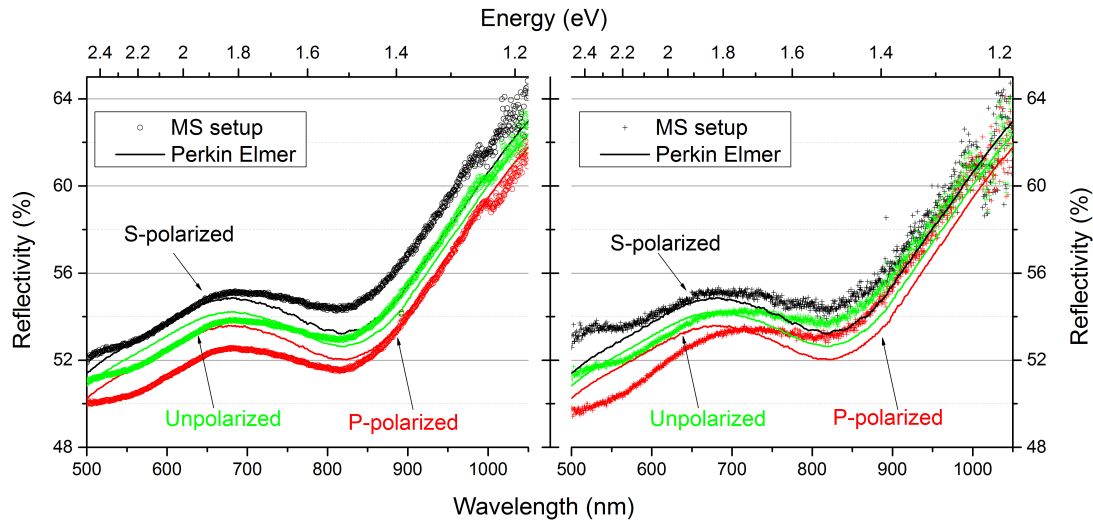 Energy (eV)
2.4 2.2 2 1.8 1.6 1.4 1.2
2.4 2.2 2 1.8 1.6 1.4 1.2
64
60
56
52
48
Reflectivity (%)
MS setup
Perkin Elmer
S-polarized
Unpolarized
P-polarized
500 600 700 800 900 1000
MS setup
Perkin Elmer
S-polarized
Unpolarized
P-polarized
500 600 700 800 900 1000
64
60
56
52
48
Reflectivity (%)
Wavelength (nm)